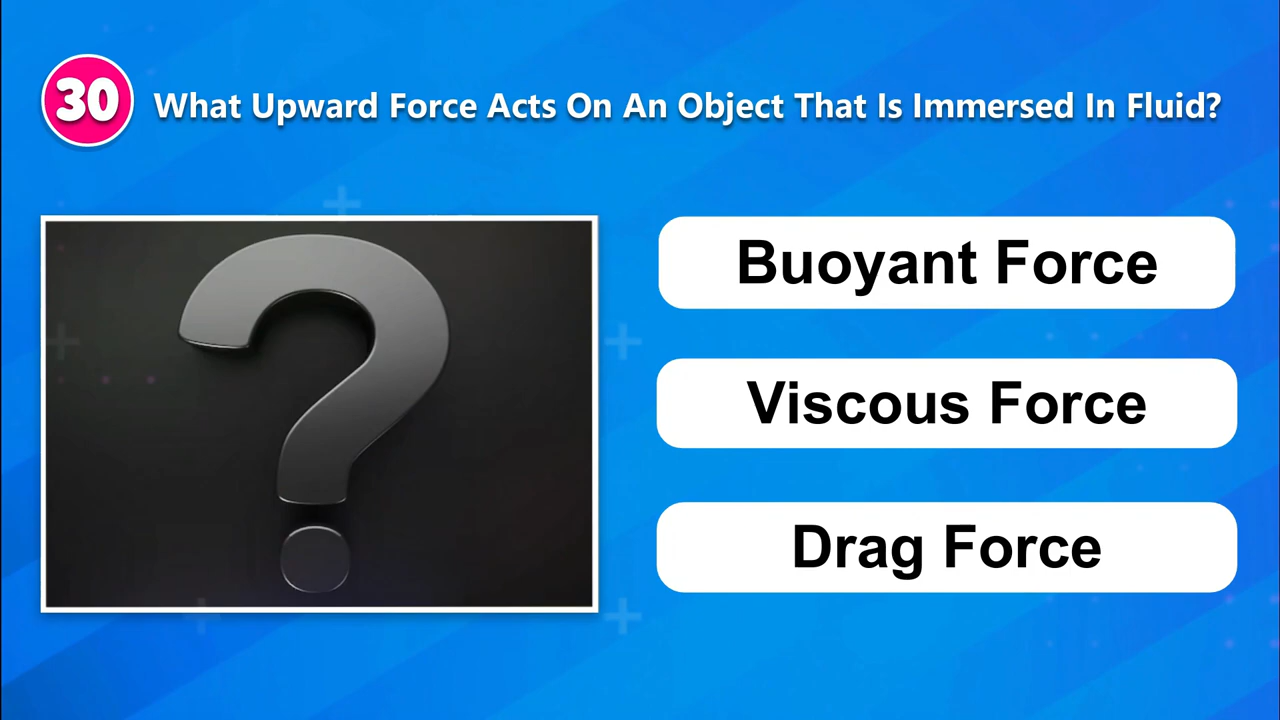 30 What Upward Force Acts On An Object That Is Immersed In Fluid?
Buoyant Force
Viscous Force
Drag Force